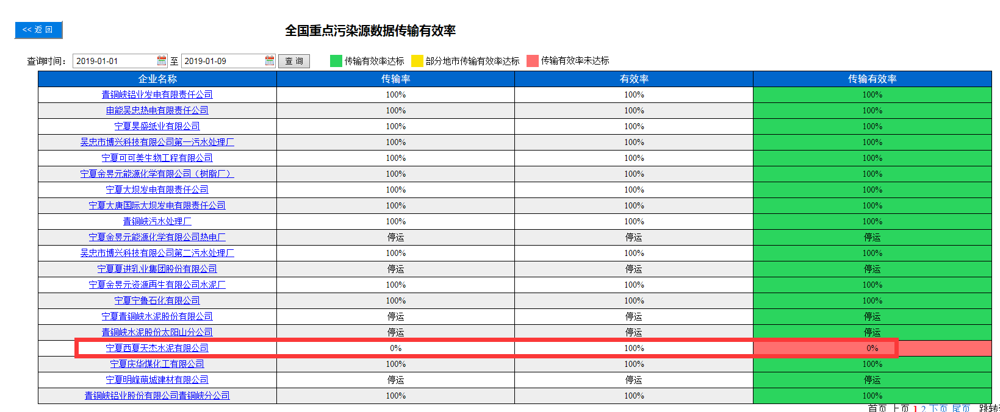 << 返 回
全国重点污染源数据传输有效率
查询时间： 2019-01-01 至 2019-01-09 查 询 传输有效率达标 部分地市传输有效率达标 传输有效率未达标
企业名称 传输率 有效率 传输有效率
青铜峡铝业发电有限责任公司 100% 100% 100%
申能吴忠热电有限责任公司 100% 100% 100%
宁夏昊盛纸业有限公司 100% 100% 100%
吴忠市博兴科技有限公司第一污水处理厂 100% 100% 100%
宁夏可可美生物工程有限公司 100% 100% 100%
宁夏金昱元能源化学有限公司（树脂厂） 100% 100% 100%
宁夏大坝发电有限责任公司 100% 100% 100%
宁夏大唐国际大坝发电有限责任公司 100% 100% 100%
青铜峡污水处理厂 100% 100% 100%
宁夏金昱元能源化学有限公司热电厂 停运 停运 停运
吴忠市博兴科技有限公司第二污水处理厂 100% 100% 100%
宁夏夏进乳业集团股份有限公司 停运 停运 停运
宁夏金昱元资源再生有限公司水泥厂 100% 100% 100%
宁夏宁鲁石化有限公司 100% 100% 100%
宁夏青铜峡水泥股份有限公司 停运 停运 停运
青铜峡水泥股份太阳山分公司 停运 停运 停运
宁夏西夏天杰水泥有限公司 0% 100% 0%
宁夏庆华煤化工有限公司 100% 100% 100%
宁夏明峰萌城建材有限公司 停运 停运 停运
青铜峡铝业股份有限公司青铜峡分公司 100% 100% 100%
首页 上页 1 2 下页 尾页 跳转